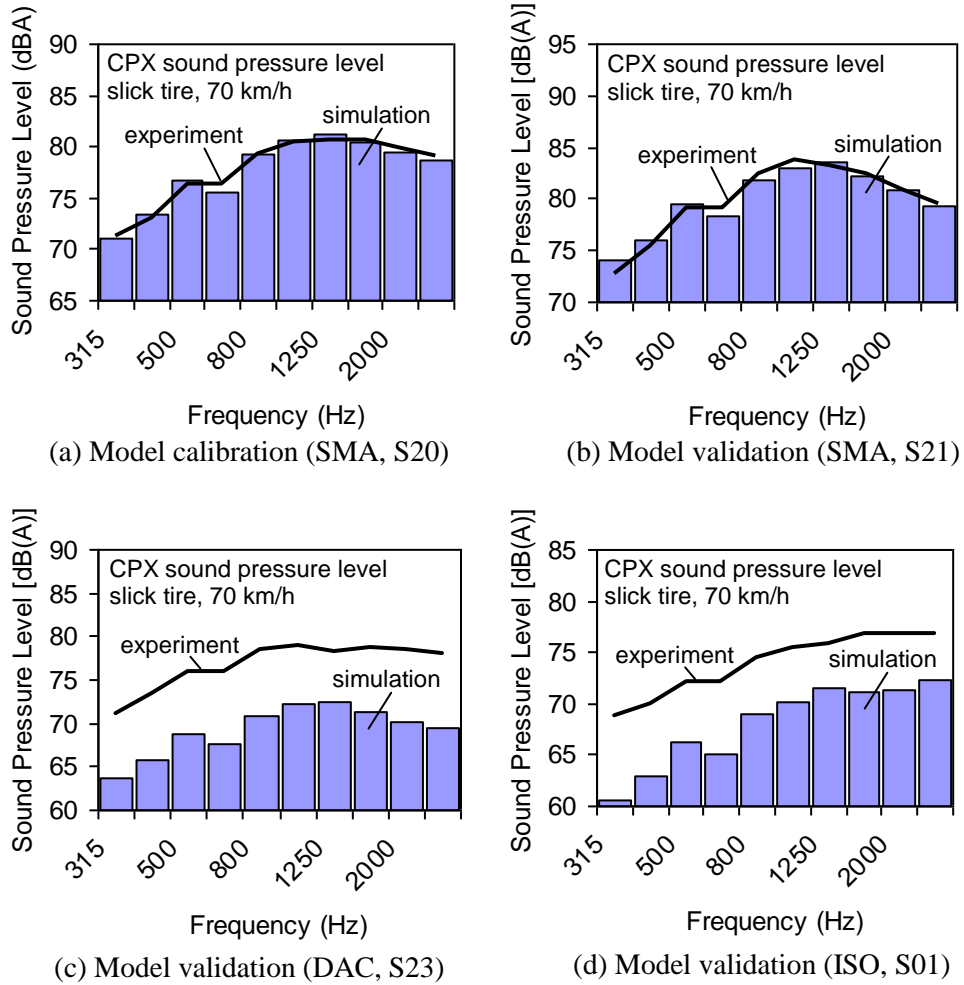 Sound Pressure Level (dBA)
90
85
80
75
70
65
CPX sound pressure level
slick tire, 70 km/h
simulation
experiment
315
500
800
1250
2000
Frequency (Hz)
(a) Model calibration (SMA, S20)
Sound Pressure Level [dB(A)]
95
90
85
80
75
70
CPX sound pressure level
slick tire, 70 km/h
experiment
simulation
315
500
800
1250
2000
Frequency (Hz)
(b) Model validation (SMA, S21)
Sound Pressure Level [dB(A)]
90
85
80
75
70
65
60
CPX sound pressure level
slick tire, 70 km/h
experiment
simulation
315
500
800
1250
2000
Frequency (Hz)
(c) Model validation (DAC, S23)
Sound Pressure Level [dB(A)]
85
80
75
70
65
60
CPX sound pressure level
slick tire, 70 km/h
experiment
simulation
315
500
800
1250
2000
Frequency (Hz)
(d) Model validation (ISO, S01)